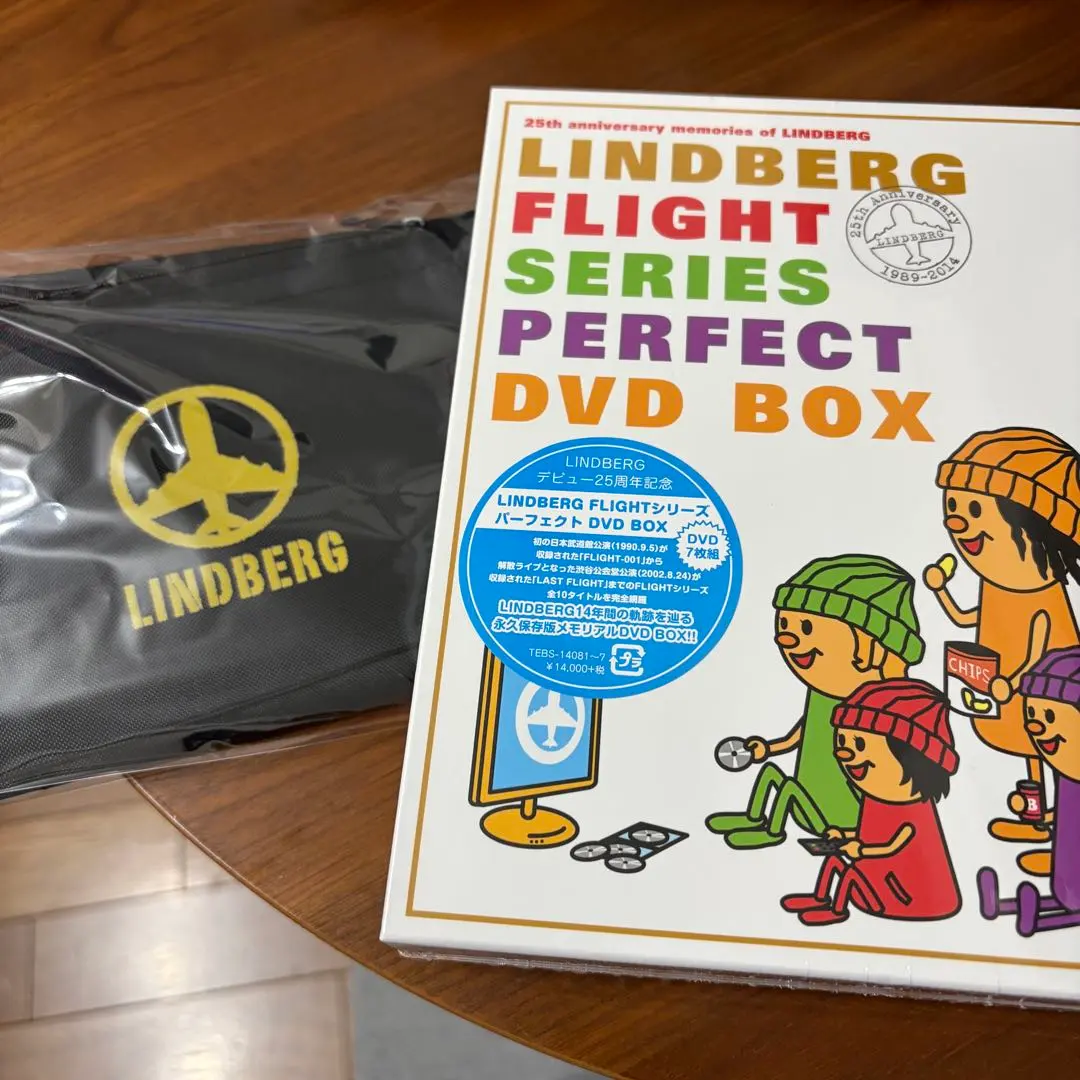 25th anniversary memories of LINDBERG
LINDBERG
FLIGHT
SERIES
PERFECT
DVD BOX
25th Anniversary
LINDBERG
1989-2014
LINDBERG
デビュー25周年記念
LINDBERG FLIGHTシリーズ
パーフェクト DVD BOX
DVD
7枚組
初の日本武道館公演(1990.9.5)が
収録された「FLIGHT-001」から
解散ライブとなった渋谷公会堂公演(2002.8.24)が
収録された「LAST FLIGHT」までのFLIGHTシリーズ
全10タイトルを完全網羅
LINDBERG14年間の軌跡を辿る
永久保存版メモリアルDVD BOX!!
TEBS-14081〜7
¥14,000+税
プラ
CHIPS
B
LINDBERG